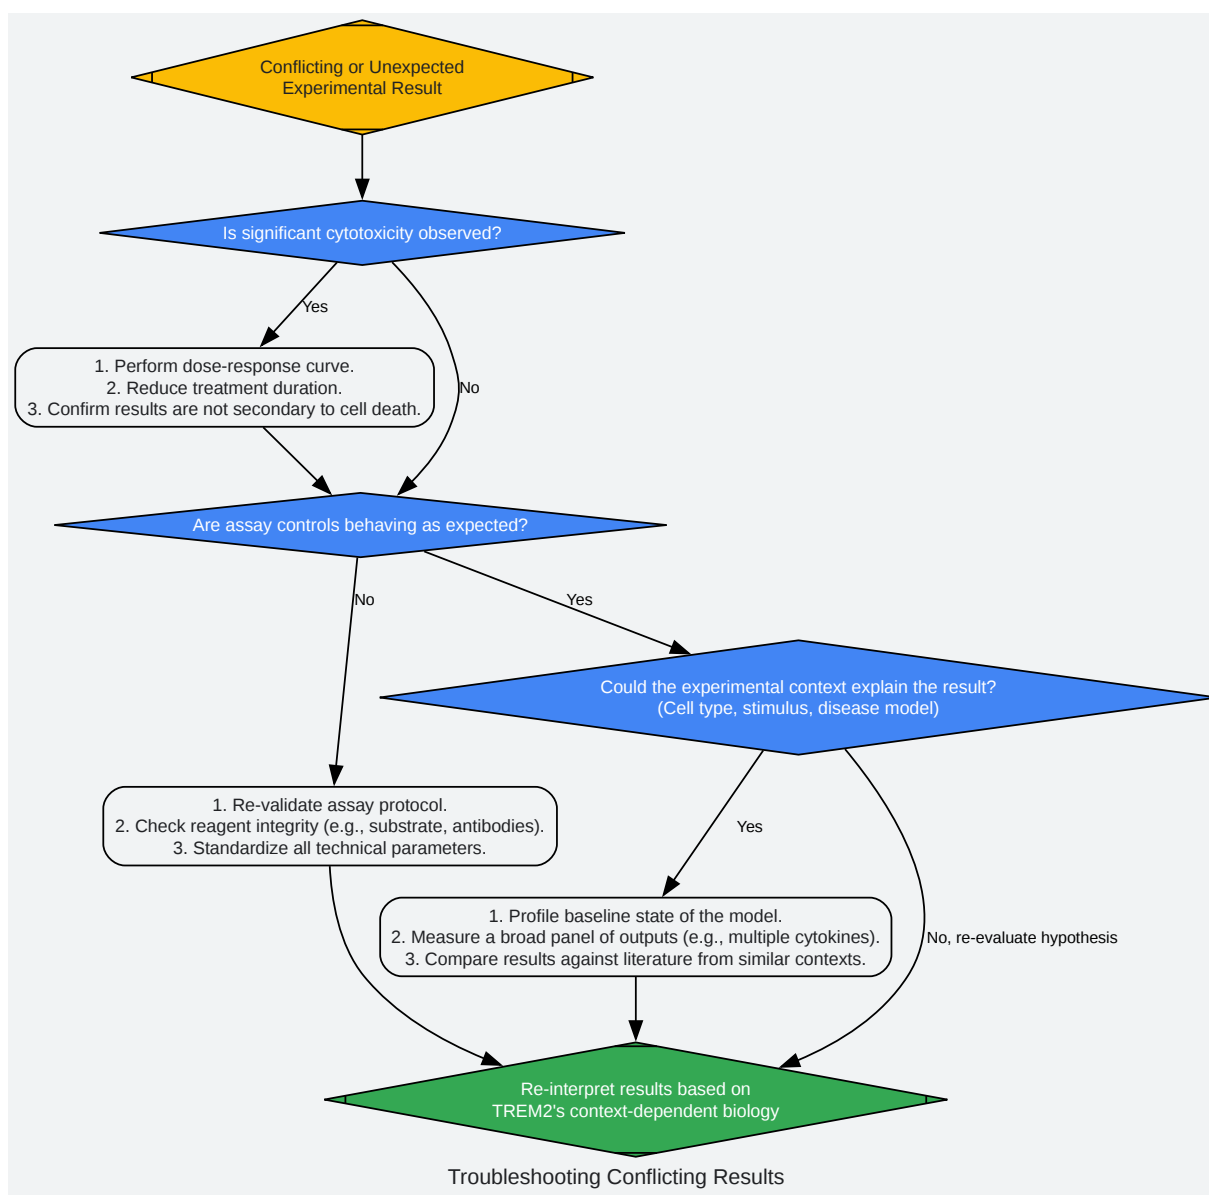 Conflicting or Unexpected
Experimental Result
Is significant cytotoxicity observed?
Yes
1. Perform dose-response curve.
2. Reduce treatment duration.
3. Confirm results are not secondary to cell death.
No
Are assay controls behaving as expected?
No
Yes
Could the experimental context explain the result?
(Cell type, stimulus, disease model)
1. Re-validate assay protocol.
2. Check reagent integrity (e.g., substrate, antibodies).
3. Standardize all technical parameters.
Yes
1. Profile baseline state of the model.
2. Measure a broad panel of outputs (e.g., multiple cytokines).
3. Compare results against literature from similar contexts.
No, re-evaluate hypothesis
Re-interpret results based on
TREM2's context-dependent biology
Troubleshooting Conflicting Results